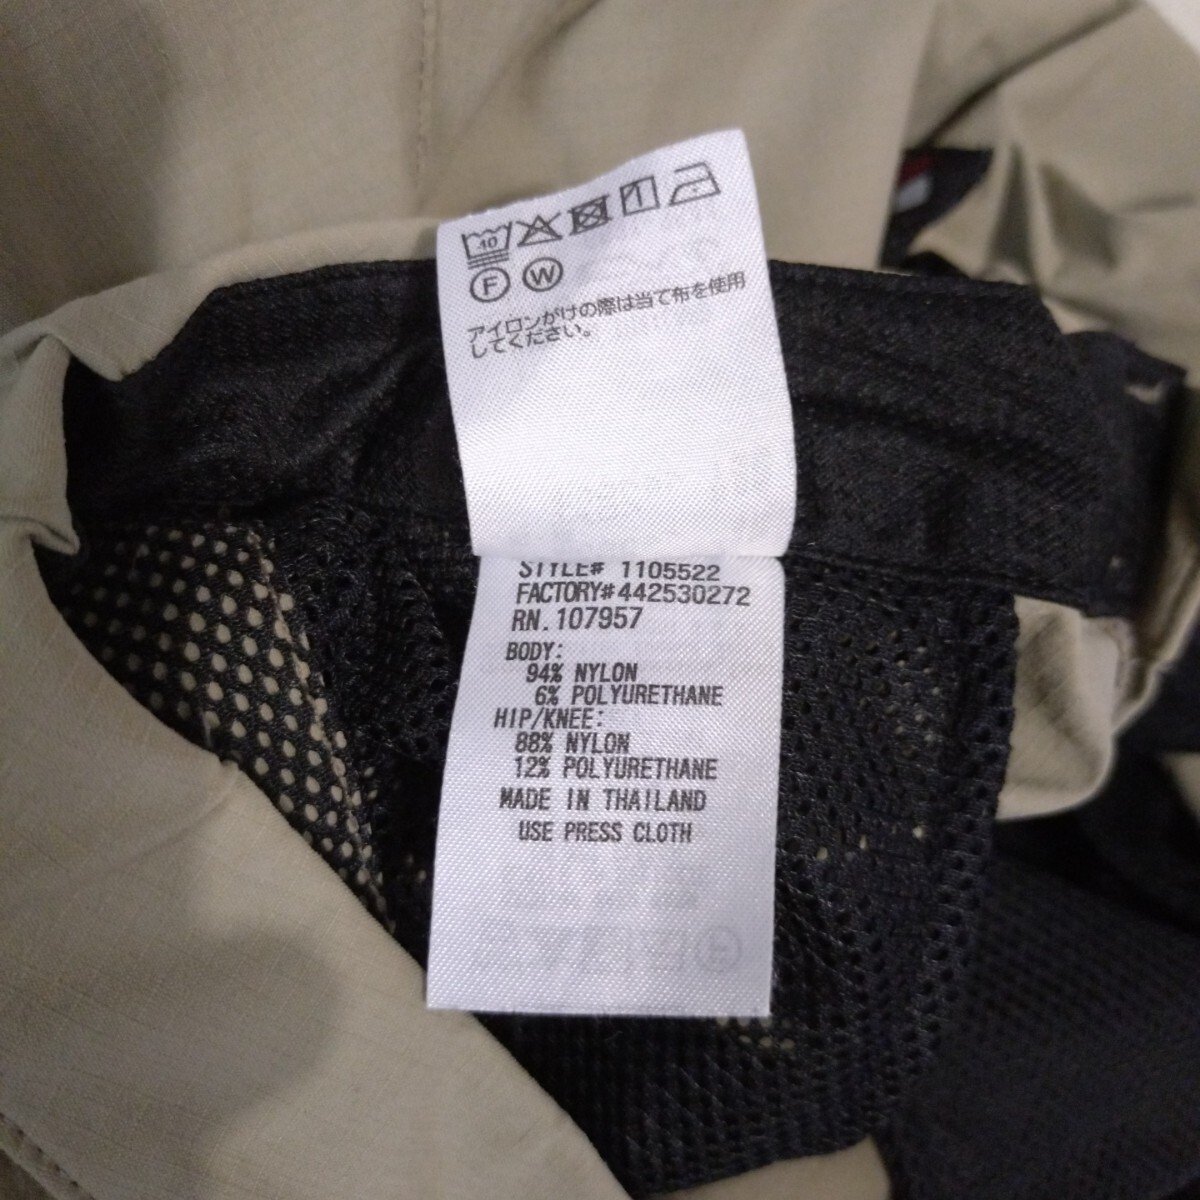 40
F W
アイロンがけの際は当て布を使用
してください。
STYLE# 1105522
FACTORY#442530272
RN. 107957
BODY:
94% NYLON
6% POLYURETHANE
HIP/KNEE:
88% NYLON
12% POLYURETHANE
MADE IN THAILAND
USE PRESS CLOTH